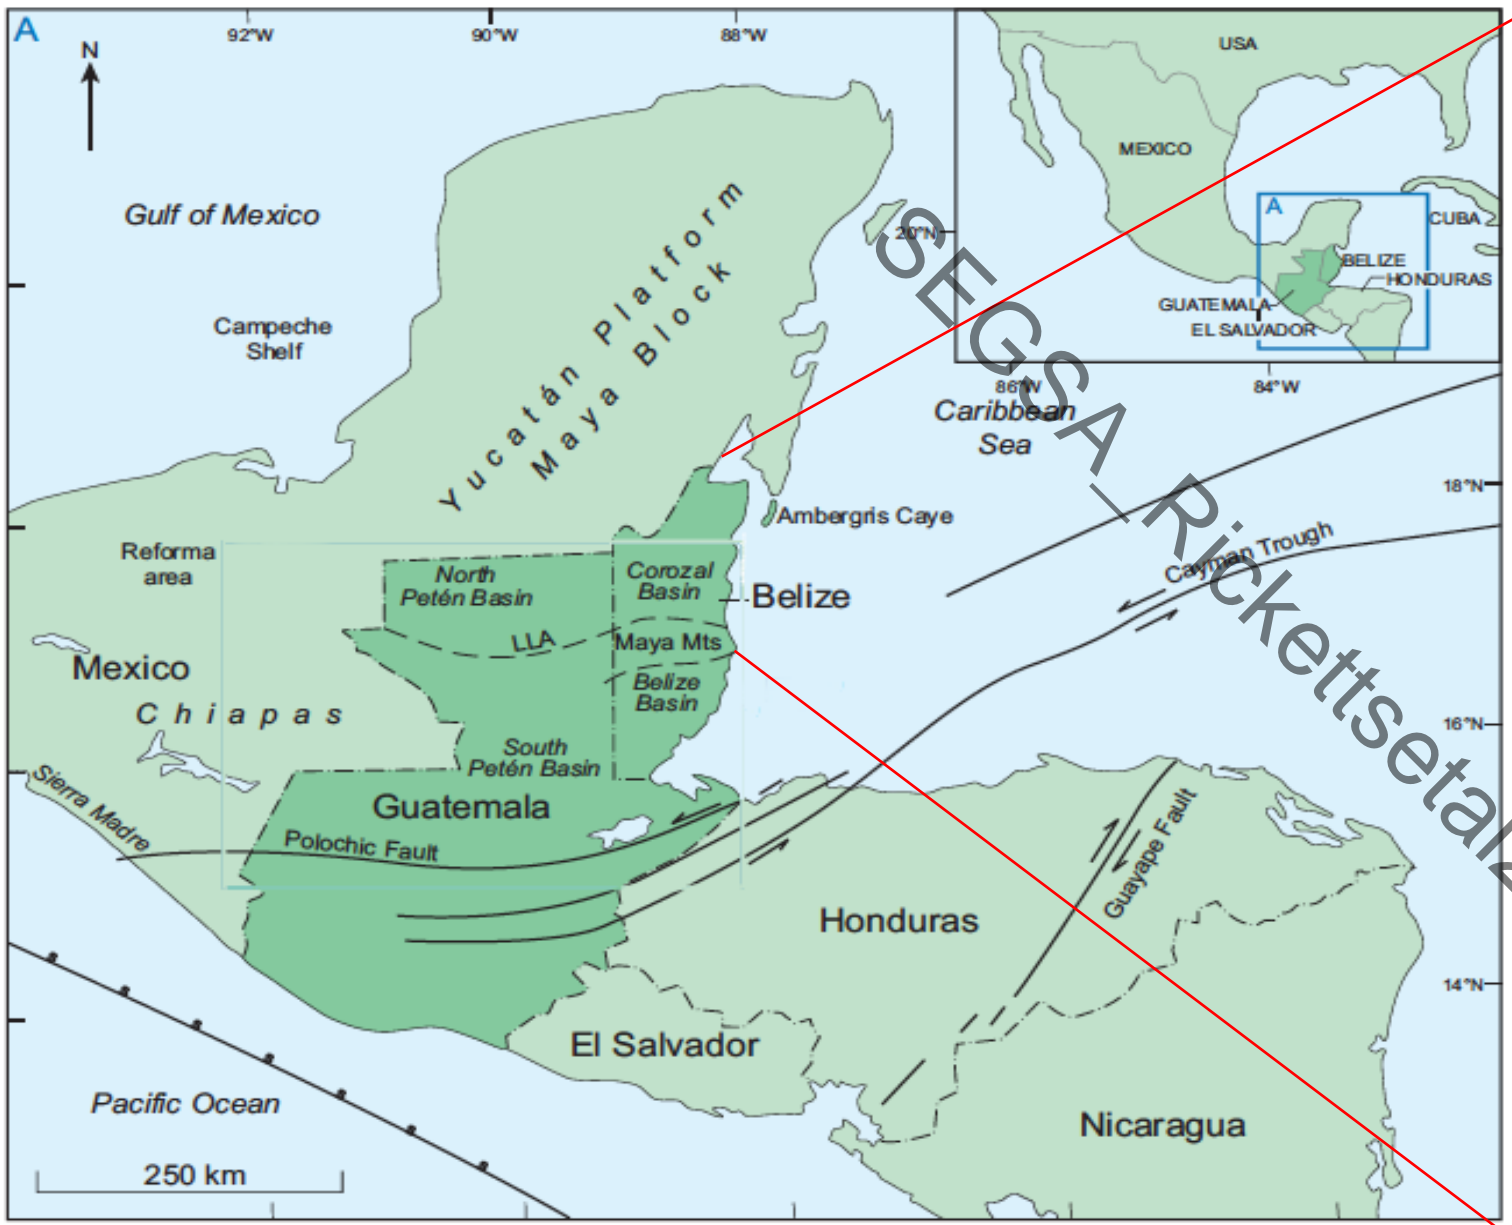 A
92°W
90°W
88°W
N
USA
MEXICO
A
CUBA
BELIZE
HONDURAS
GUATEMALA
EL SALVADOR
Gulf of Mexico
20°N
Yucatán Platform
Maya Block
Campeche
Shelf
86°W
84°W
Caribbean
Sea
18°N
Ambergris Caye
Cayman Trough
Reforma
area
North
Petén Basin
Corozal
Basin
Belize
LLA
Maya Mts
Mexico
Belize
Basin
Chiapas
16°N
South
Petén Basin
Sierra Madre
Guatemala
Polochic Fault
Guayape Fault
Honduras
14°N
El Salvador
Pacific Ocean
Nicaragua
250 km